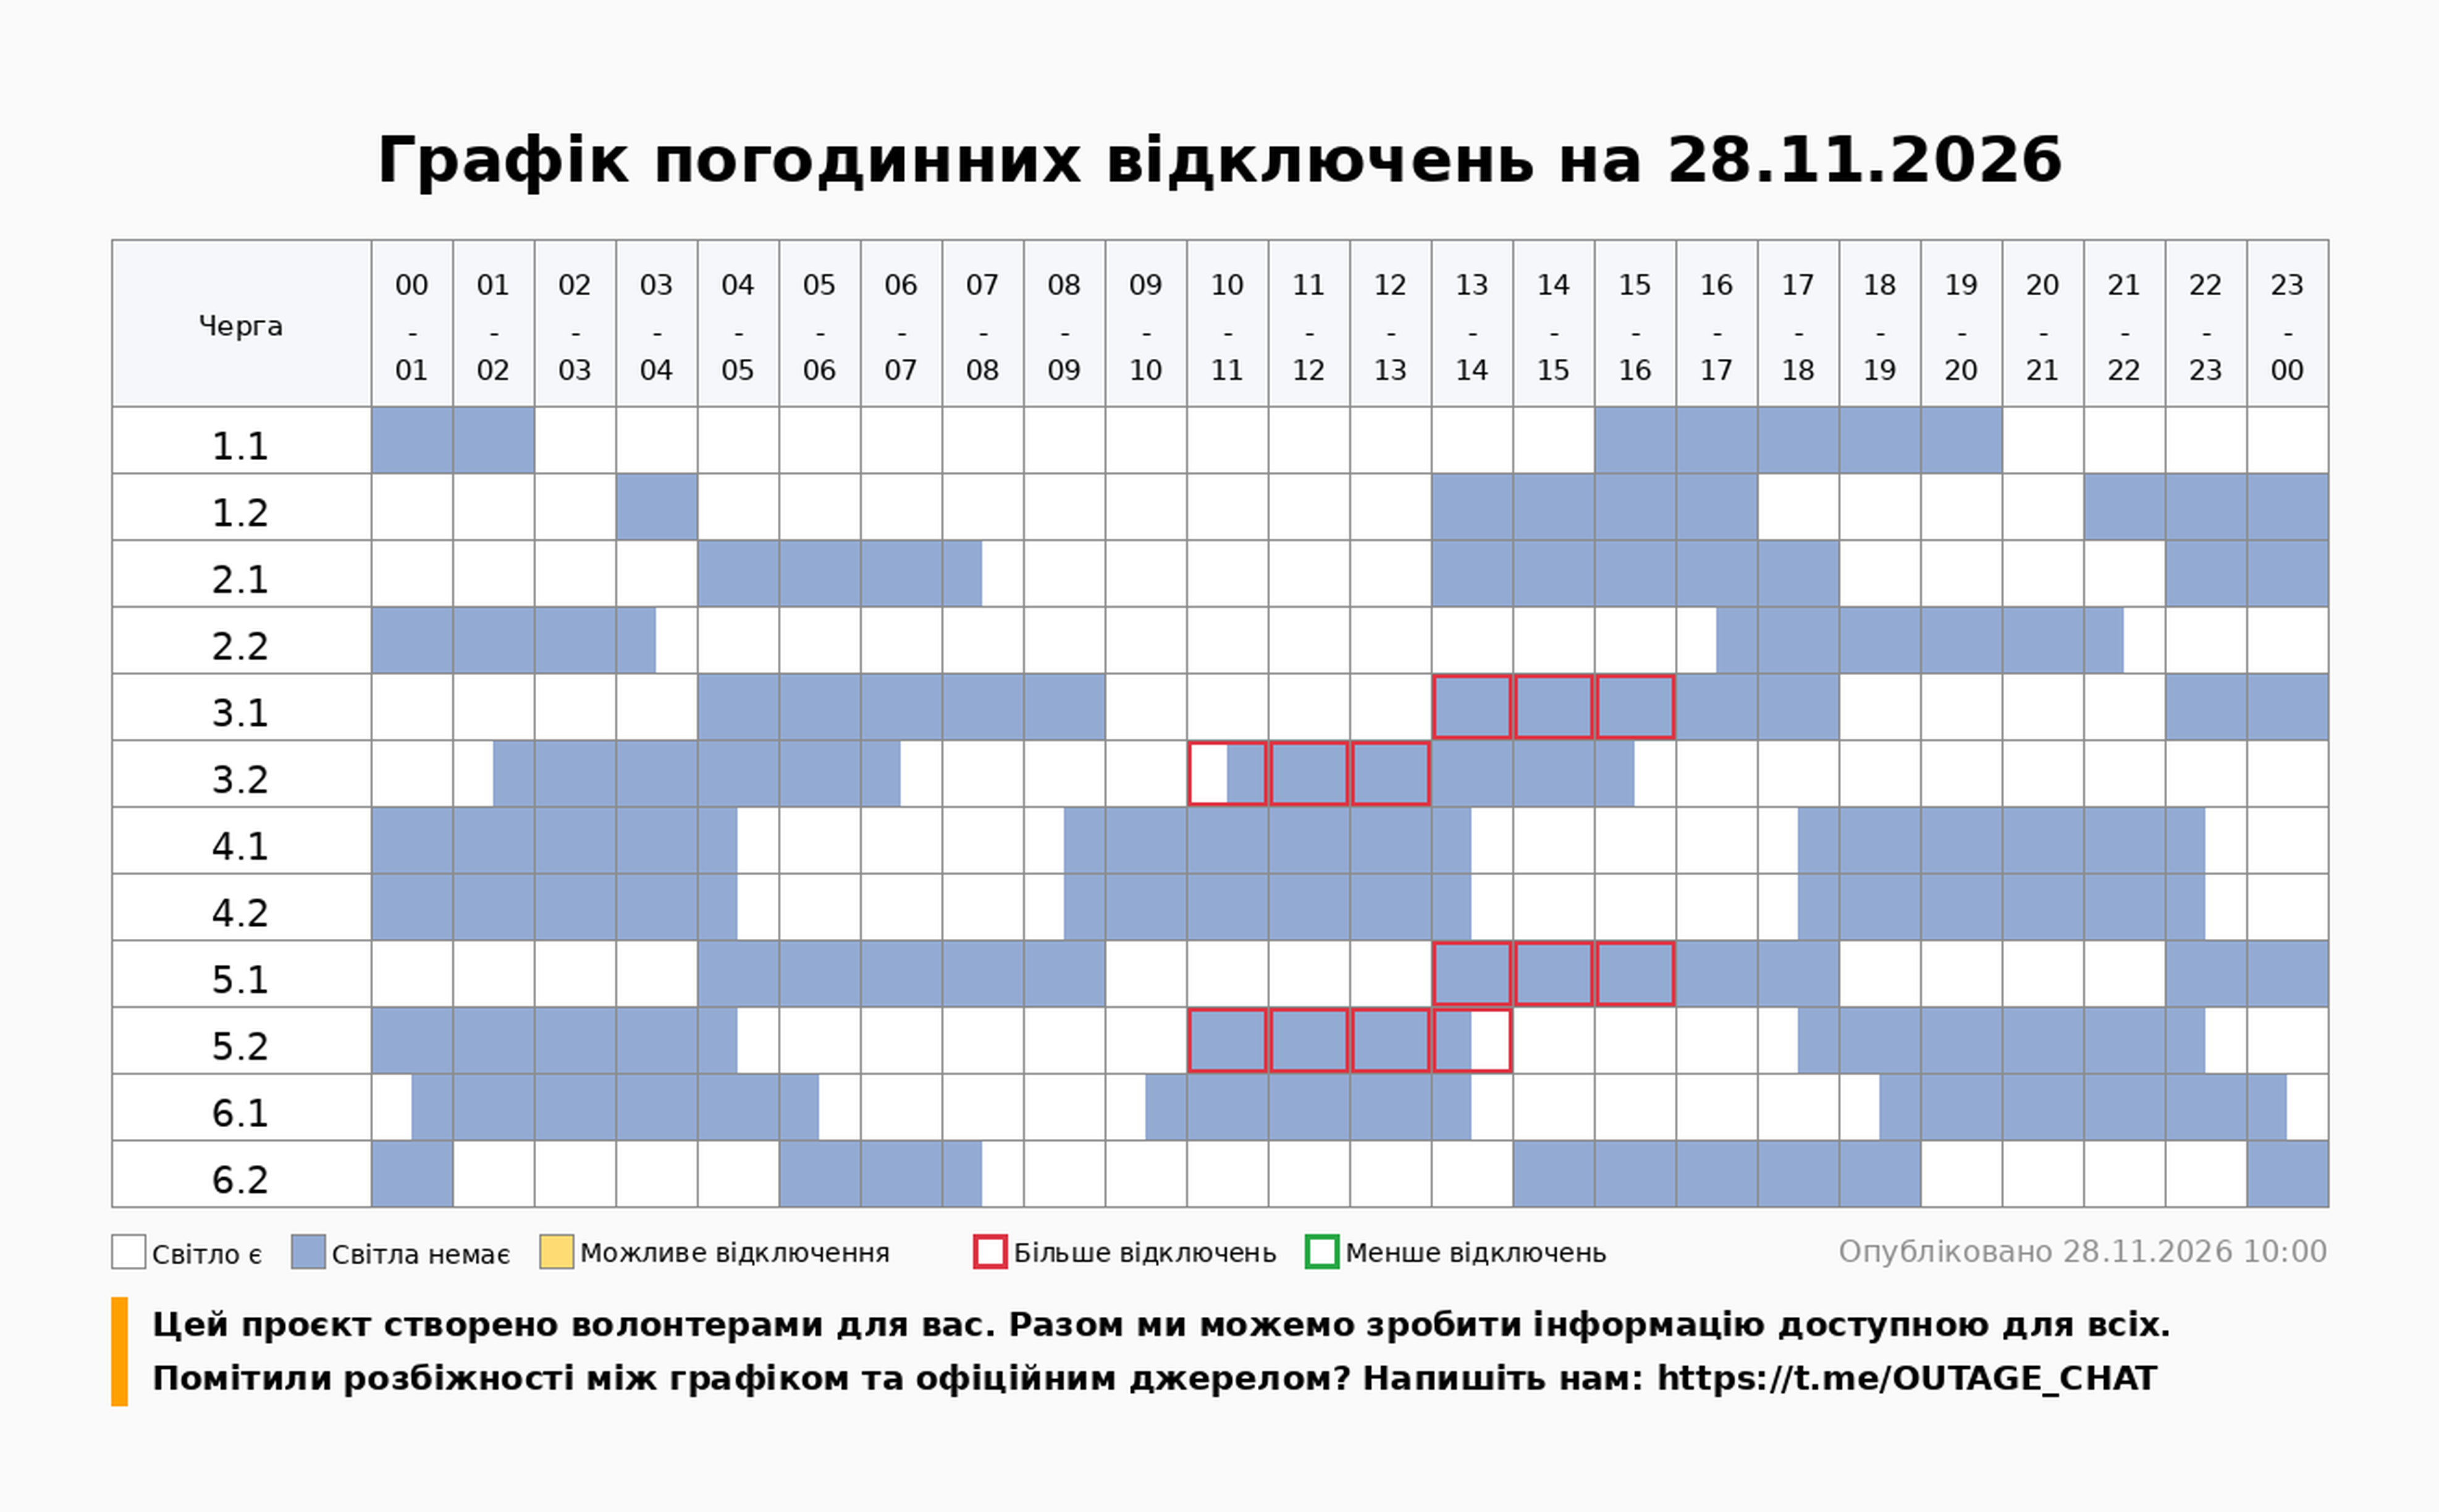 Графік погодинних відключень на 28.11.2026
Черга
00 - 01
01 - 02
02 - 03
03 - 04
04 - 05
05 - 06
06 - 07
07 - 08
08 - 09
09 - 10
10 - 11
11 - 12
12 - 13
13 - 14
14 - 15
15 - 16
16 - 17
17 - 18
18 - 19
19 - 20
20 - 21
21 - 22
22 - 23
23 - 00
1.1
1.2
2.1
2.2
3.1
3.2
4.1
4.2
5.1
5.2
6.1
6.2
Світло є
Світла немає
Можливе відключення
Більше відключень
Менше відключень
Опубліковано 28.11.2026 10:00
Цей проєкт створено волонтерами для вас. Разом ми можемо зробити інформацію доступною для всіх.
Помітили розбіжності між графіком та офіційним джерелом? Напишіть нам: https://t.me/OUTAGE_CHAT